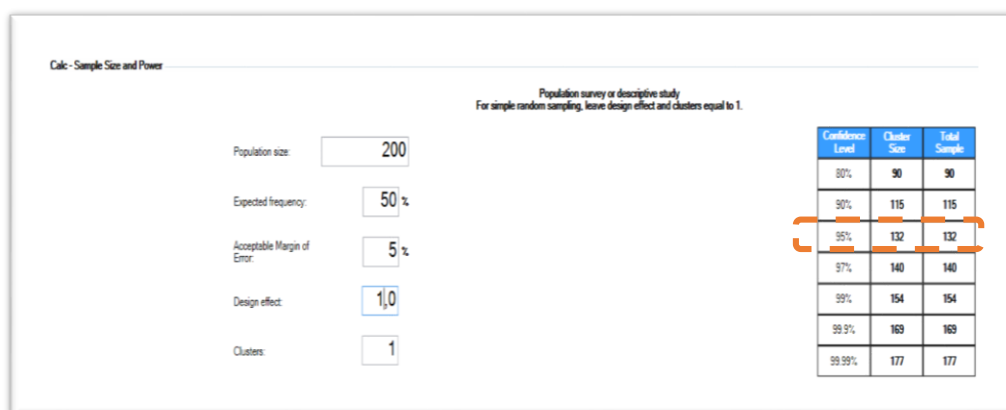 Calc - Sample Size and Power
Population survey or descriptive study
For simple random sampling, leave design effect and clusters equal to 1.
Population size: 200
Expected frequency: 50 %
Acceptable Margin of
Error: 5 %
Design effect: 1,0
Clusters: 1
Confidence Level Cluster Size Total Sample
80% 90 90
90% 115 115
95% 132 132
97% 140 140
99% 154 154
99.9% 169 169
99.99% 177 177